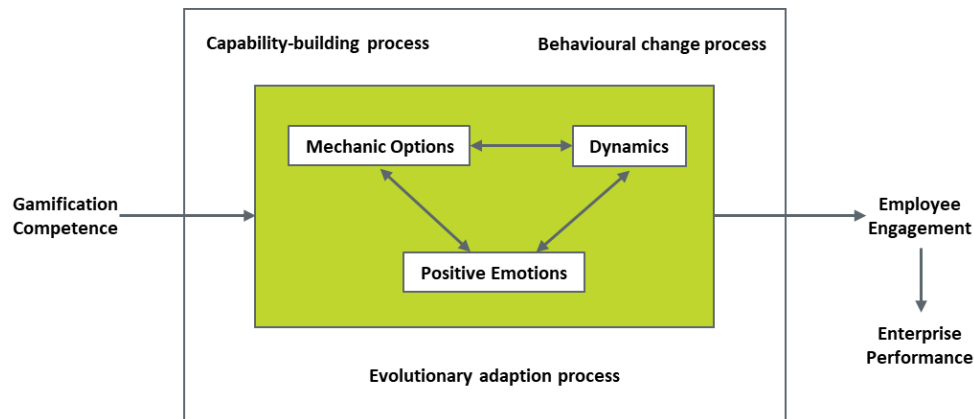 Capability-building process
Behavioural change process
Mechanic Options
Dynamics
Gamification
Competence
Positive Emotions
Employee
Engagement
Enterprise
Performance
Evolutionary adaption process